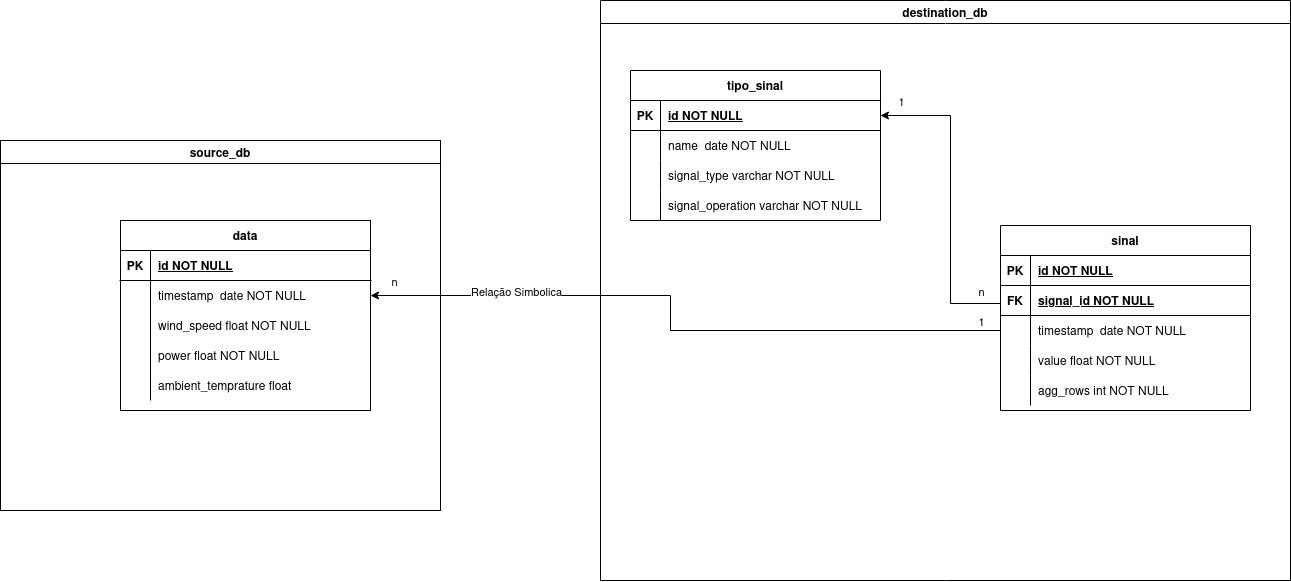 destination_db
tipo_sinal
PK id NOT NULL
name  date NOT NULL
signal_type varchar NOT NULL
signal_operation varchar NOT NULL
1
source_db
data
PK id NOT NULL
timestamp  date NOT NULL
wind_speed float NOT NULL
power float NOT NULL
ambient_temprature float
n
Relação Simbolica
sinal
PK id NOT NULL
FK signal_id NOT NULL
timestamp  date NOT NULL
value float NOT NULL
agg_rows int NOT NULL
n
1